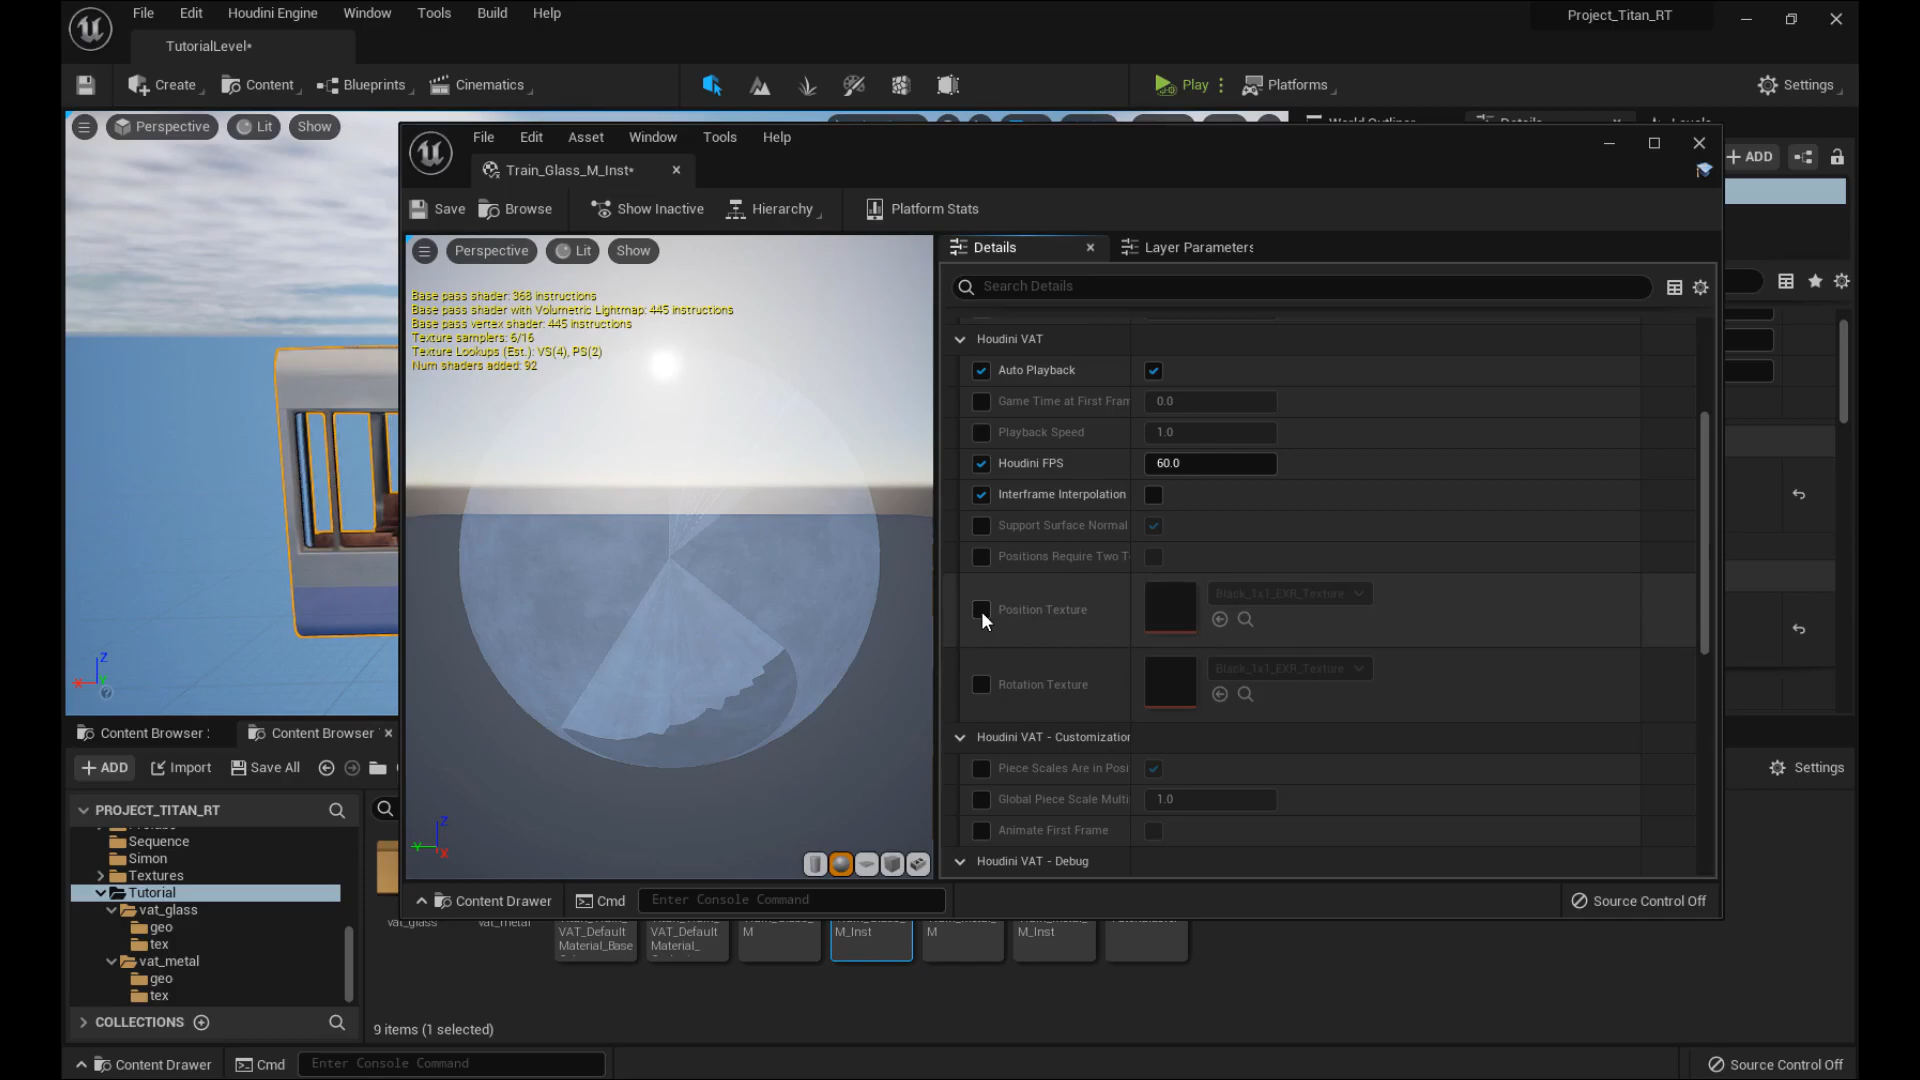 File Edit Houdini Engine Window Tools Build Help
Project_Titan_RT
TutorialLevel*
Create
Content
Blueprints
Cinematics
Play
Platforms
Settings
Perspective
Lit
Show
World Outliner
Details
Levels
ADD
File Edit Asset Window Tools Help
Train_Glass_M_Inst*
Save
Browse
Show Inactive
Hierarchy
Platform Stats
Perspective
Lit
Show
Base pass shader: 368 instructions
Base pass shader with Volumetric Lightmap: 445 instructions
Base pass vertex shader: 445 instructions
Texture samplers: 6/16
Texture Lookups (Est.): VS(4), PS(2)
Num shaders added: 92
Details
Layer Parameters
Search Details
Houdini VAT
Auto Playback
Game Time at First Fram
0.0
Playback Speed
1.0
Houdini FPS
60.0
Interframe Interpolation
Support Surface Normal
Positions Require Two T
Position Texture
Black_1x1_EXR_Texture
Rotation Texture
Black_1x1_EXR_Texture
Houdini VAT - Customization
Piece Scales Are in Posi
Global Piece Scale Multi
1.0
Animate First Frame
Houdini VAT - Debug
Z
Y
X
Content Drawer
Cmd
Enter Console Command
Source Control Off
Content Browser
Content Browser
ADD
Import
Save All
Settings
PROJECT_TITAN_RT
Sequence
Simon
Textures
Tutorial
vat_glass
geo
tex
vat_metal
geo
tex
COLLECTIONS
vat_glass
vat_metal
VAT_Default
Material_Base
VAT_Default
Material_
M
M_Inst
M
M_Inst
9 items (1 selected)
Content Drawer
Cmd
Enter Console Command
Source Control Off